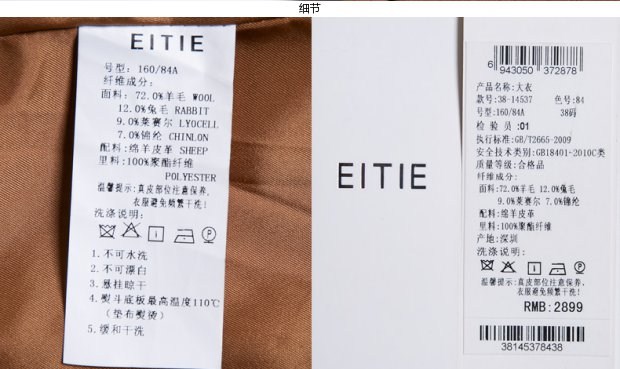 细节
EITIE
号型: 160/84A
纤维成分:
面料: 72.0%羊毛 WOOL
12.0%兔毛 RABBIT
9.0%莱赛尔 LYOCELL
7.0%锦纶 CHINLON
配料: 绵羊皮革 SHEEP
里料: 100%聚酯纤维
POLYESTER
温馨提示: 真皮部位注意保养,
衣服避免频繁干洗!
洗涤说明:
1. 不可水洗
2. 不可漂白
3. 悬挂晾干
4. 熨斗底板最高温度110℃
(垫布熨烫)
5. 缓和干洗
EITIE
6 943050 372878
产品名称: 大衣
款号: 38-14537 色号: 84
号型: 160/84A 38码
检验员: 01
执行标准: GB/T2665-2009
安全技术类别: GB18401-2010C类
质量等级: 合格品
纤维成分:
面料: 72.0%羊毛 12.0%兔毛
9.0%莱赛尔 7.0%锦纶
配料: 绵羊皮革
里料: 100%聚酯纤维
产地: 深圳
洗涤说明:
温馨提示: 真皮部位注意保养,
衣服避免频繁干洗!
RMB: 2899
38145378438